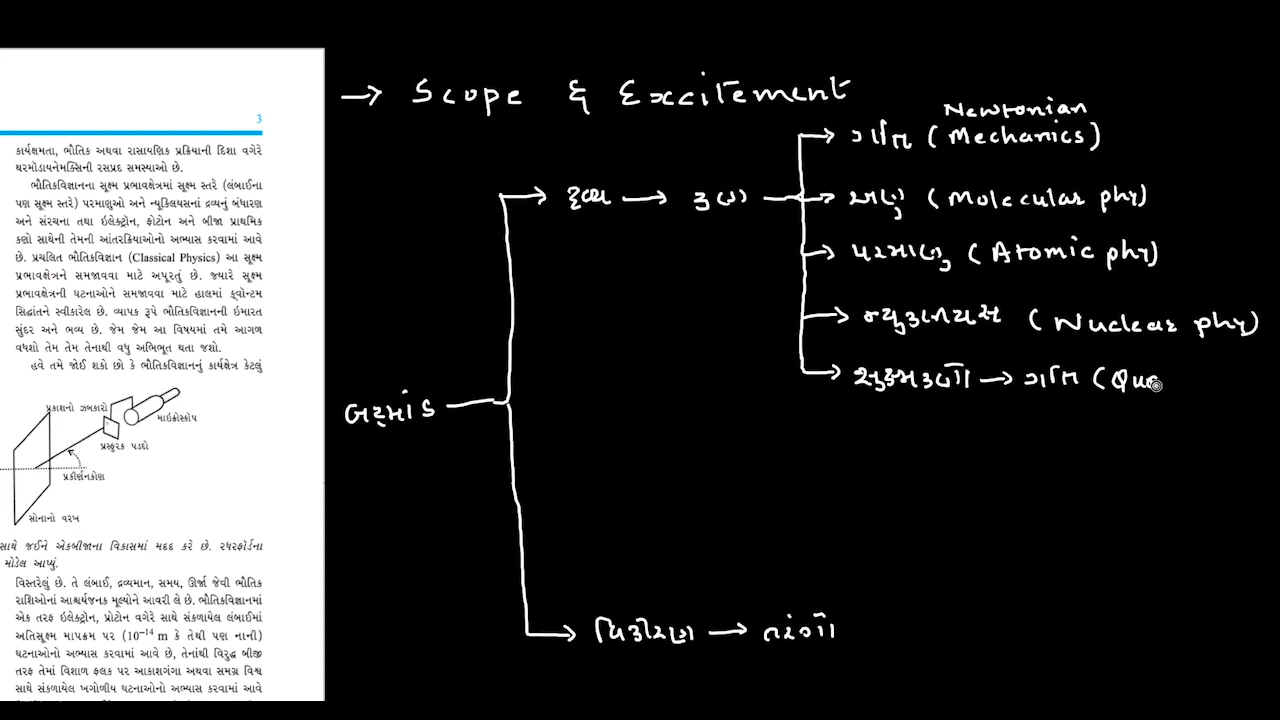 3
કાર્યક્ષમતા, ભૌતિક અથવા રાસાયણિક પ્રક્રિયાની દિશા વગેરે
થરમૉડાયનેમિક્સની રસપ્રદ સમસ્યાઓ છે.
ભૌતિકવિજ્ઞાનના સૂક્ષ્મ પ્રભાવક્ષેત્રમાં સૂક્ષ્મ સ્તરે (લંબાઈના
પણ સૂક્ષ્મ સ્તરે) પરમાણુઓ અને ન્યૂક્લિયસનાં દ્રવ્યનું બંધારણ
અને સંરચના તથા ઇલેક્ટ્રૉન, ફોટોન અને બીજા પ્રાથમિક
કણો સાથેની તેમની આંતરક્રિયાઓનો અભ્યાસ કરવામાં આવે
છે. પ્રચલિત ભૌતિકવિજ્ઞાન (Classical Physics) આ સૂક્ષ્મ
પ્રભાવક્ષેત્રને સમજાવવા માટે અપૂરતું છે. જ્યારે સૂક્ષ્મ
પ્રભાવક્ષેત્રની ઘટનાઓને સમજાવવા માટે હાલમાં ક્વૉન્ટમ
સિદ્ધાંતને સ્વીકારેલ છે. વ્યાપક રૂપે ભૌતિકવિજ્ઞાનની ઇમારત
સુંદર અને ભવ્ય છે. જેમ જેમ આ વિષયમાં તમે આગળ
વધશો તેમ તેમ તેનાથી વધુ અભિભૂત થતા જશો.
હવે તમે જોઈ શકો છો કે ભૌતિકવિજ્ઞાનનું કાર્યક્ષેત્ર કેટલું
પ્રકાશનો ઝબકારો
માઇક્રોસ્કૉપ
પ્રસ્ફુરક પડદો
પ્રકીર્ણનકોણ
સોનાનો વરખ
સાથે જઈને એકબીજાના વિકાસમાં મદદ કરે છે. રધરફૉર્ડના
મોડેલ આપ્યું.
વિસ્તરેલું છે. તે લંબાઈ, દ્રવ્યમાન, સમય, ઊર્જા જેવી ભૌતિક
રાશિઓનાં આશ્ચર્યજનક મૂલ્યોને આવરી લે છે. ભૌતિકવિજ્ઞાનમાં
એક તરફ ઇલેક્ટ્રૉન, પ્રોટોન વગેરે સાથે સંકળાયેલ લંબાઈમાં
અતિસૂક્ષ્મ માપક્રમ પર (10⁻¹⁴ m કે તેથી પણ નાની)
ઘટનાઓનો અભ્યાસ કરવામાં આવે છે, તેનાંથી વિરુદ્ધ બીજી
તરફ તેમાં વિશાળ ફલક પર આકાશગંગા અથવા સમગ્ર વિશ્વ
સાથે સંકળાયેલ ખગોળીય ઘટનાઓનો અભ્યાસ કરવામાં આવે
→ Scope & Excitement
Newtonian
→ ગતિ (Mechanics)
→ દ્રવ્ય → કણ
→ અણુ (Molecular phy)
→ પરમાણુ (Atomic phy)
→ ન્યુક્લિયસ (Nuclear phy)
→ સુક્ષ્મકણો → ગતિ (Qua
બ્રહ્માંડ
→ વિકીરણ → તરંગો